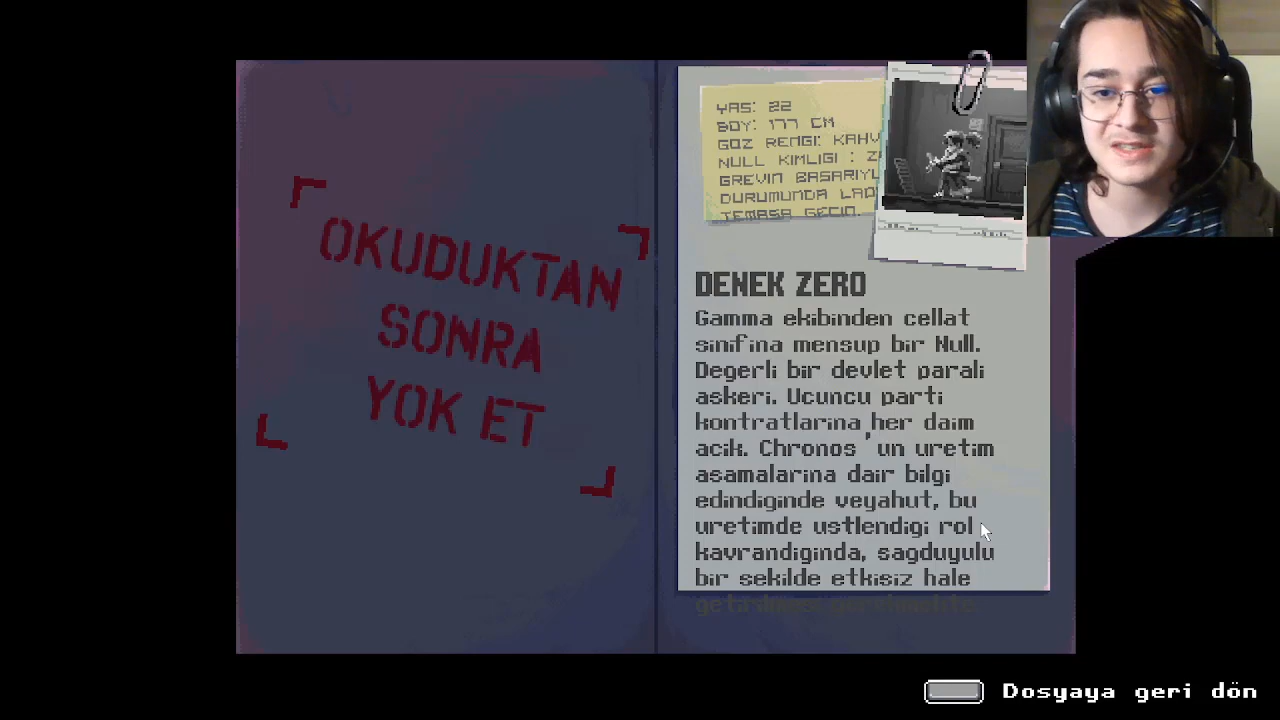 OKUDUKTAN
SONRA
YOK ET
YAS: 22
BOY: 177 CM
GOZ RENGI: KAHV
NULL KIMLIGI : Z
GREVIN BASARIYL
DURUMUNDA LAD
TEMASA GECIN.
DENEK ZERO
Gamma ekibinden cellat
sinifina mensup bir Null.
Degerli bir devlet parali
askeri. Ucuncu parti
kontratlarina her daim
acik. Chronos'un uretim
asamalarina dair bilgi
edindiginde veyahut, bu
uretimde ustlendigi rol
kavrandiginda, sagduyulu
bir sekilde etkisiz hale
Dosyaya geri dön